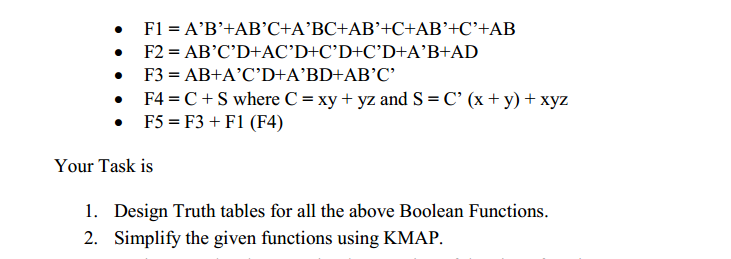 • F1 = A’B’+AB’C+A’BC+AB’+C+AB’+C’+AB
• F2 = AB’C’D+AC’D+C’D+C’D+A’B+AD
• F3 = AB+A’C’D+A’BD+AB’C’
• F4 = C + S where C = xy + yz and S = C’ (x + y) + xyz
• F5 = F3 + F1 (F4)
Your Task is
1. Design Truth tables for all the above Boolean Functions.
2. Simplify the given functions using KMAP.